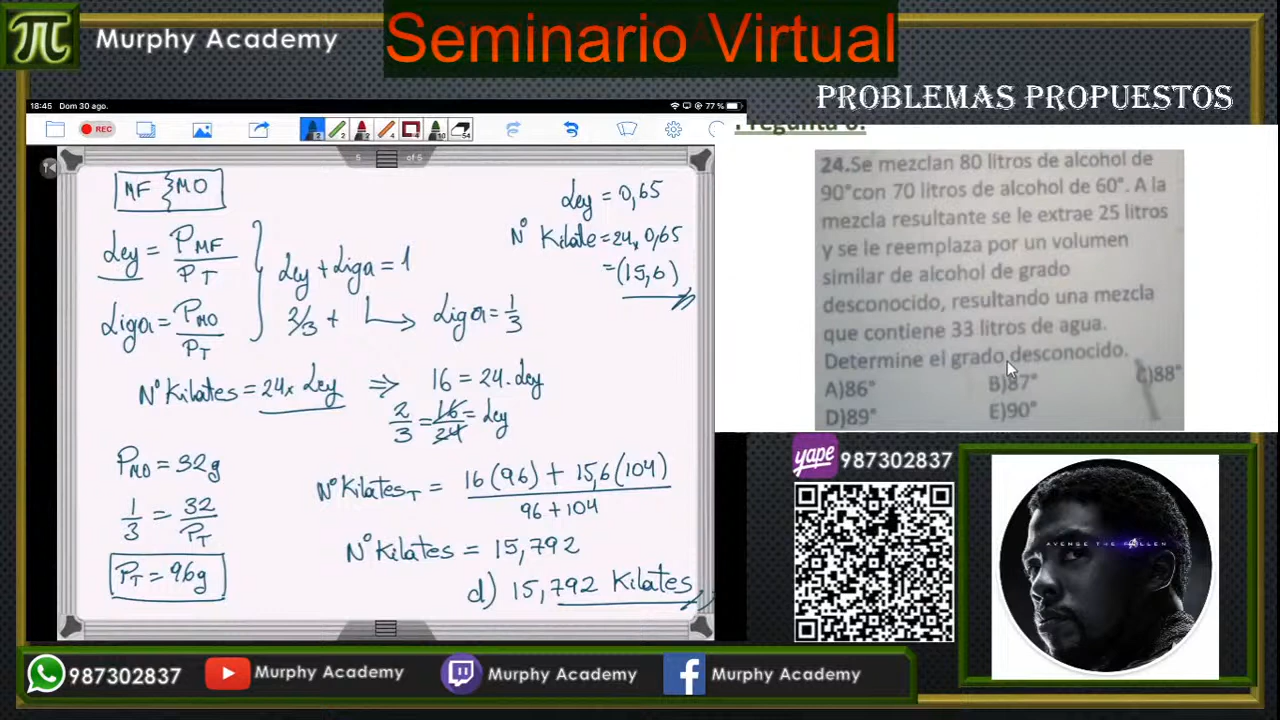 Murphy Academy
Seminario Virtual
PROBLEMAS PROPUESTOS
18:45 Dom 30 ago.
77 %
REC
5 of 5
MF MO
Ley = P_MF / P_T
Liga = P_MO / P_T
Ley + Liga = 1
2/3 + Liga = 1/3
Ley = 0,65
N° Kilate = 24 x 0,65
= (15,6)
N° Kilates = 24 x Ley ⇒ 16 = 24 . Ley
2/3 = 16/24 = Ley
P_MO = 32g
1/3 = 32/P_T
P_T = 96g
N° Kilates_T = 16(96) + 15,6(104) / 96 + 104
N° Kilates = 15,792
d) 15,792 Kilates
24.Se mezclan 80 litros de alcohol de
90°con 70 litros de alcohol de 60°. A la
mezcla resultante se le extrae 25 litros
y se le reemplaza por un volumen
similar de alcohol de grado
desconocido, resultando una mezcla
que contiene 33 litros de agua.
Determine el grado desconocido.
A)86° B)87° C)88°
D)89° E)90°
yape 987302837
AVENGE THE FALLEN
987302837
Murphy Academy
Murphy Academy
Murphy Academy